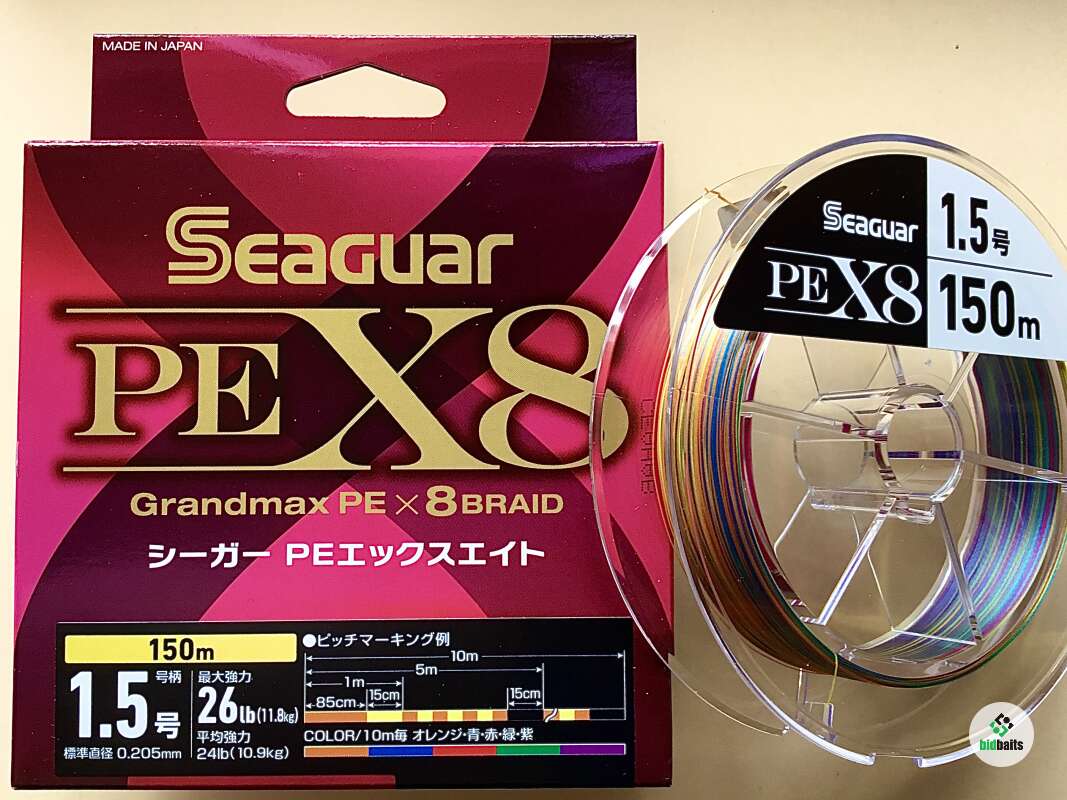 MADE IN JAPAN
Seaguar
PE X8
Grandmax PE × 8 BRAID
シーガー PEエックスエイト
150m
1.5号
号柄
標準直径 0.205mm
最大強力
26lb(11.8kg)
平均強力
24lb(10.9kg)
●ピッチマーキング例
10m
5m
1m
85cm
15cm
15cm
COLOR/10m毎 オレンジ・青・赤・緑・紫
Seaguar
PE X8
1.5号
150m
bidbaits